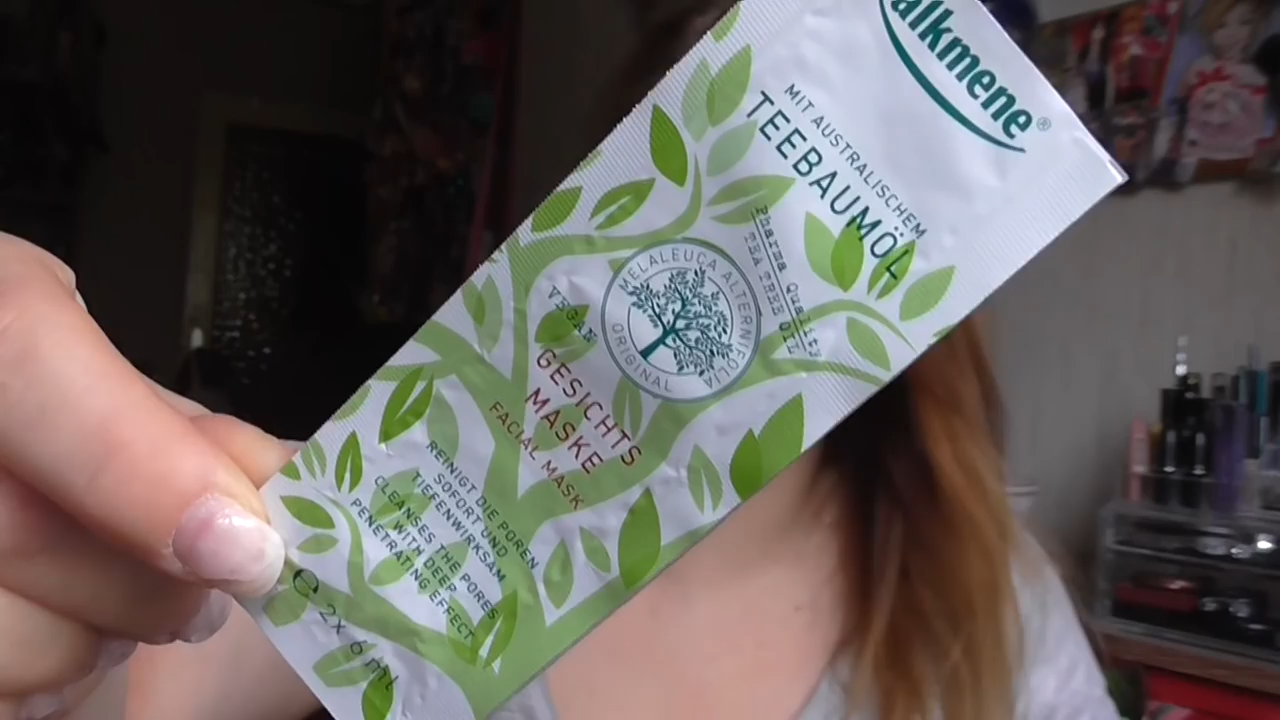 alkmene®
MIT AUSTRALISCHEM
TEEBAUMÖL
Pharma Quality
TEA TREE OIL
MELALEUCA ALTERNIFOLIA
ORIGINAL
VEGAN
GESICHTS
MASKE
FACIAL MASK
REINIGT DIE POREN
SOFORT UND
TIEFENWIRKSAM
CLEANSES THE PORES
WITH DEEP
PENETRATING EFFECT
℮ 2x 6 ml